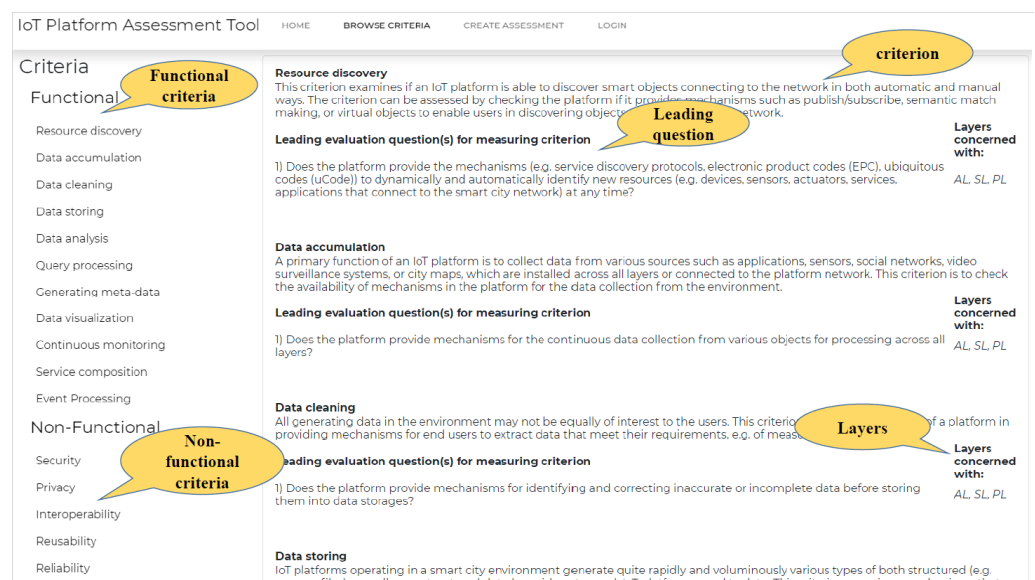 IoT Platform Assessment Tool HOME BROWSE CRITERIA CREATE ASSESSMENT LOGIN
Criteria
Functional
Functional criteria
Resource discovery
Data accumulation
Data cleaning
Data storing
Data analysis
Query processing
Generating meta-data
Data visualization
Continuous monitoring
Service composition
Event Processing
Non-Functional
Non-functional criteria
Security
Privacy
Interoperability
Reusability
Reliability
criterion
Resource discovery
This criterion examines if an IoT platform is able to discover smart objects connecting to the network in both automatic and manual
ways. The criterion can be assessed by checking the platform if it provides mechanisms such as publish/subscribe, semantic match
making, or virtual objects to enable users in discovering objects network.
Leading question
Leading evaluation question(s) for measuring criterion
Layers
concerned
with:
1) Does the platform provide the mechanisms (e.g. service discovery protocols, electronic product codes (EPC), ubiquitous
codes (uCode)) to dynamically and automatically identify new resources (e.g. devices, sensors, actuators, services,
applications that connect to the smart city network) at any time?
AL, SL, PL
Data accumulation
A primary function of an IoT platform is to collect data from various sources such as applications, sensors, social networks, video
surveillance systems, or city maps, which are installed across all layers or connected to the platform network. This criterion is to check
the availability of mechanisms in the platform for the data collection from the environment.
Leading evaluation question(s) for measuring criterion
Layers
concerned
with:
1) Does the platform provide mechanisms for the continuous data collection from various objects for processing across all
layers?
AL, SL, PL
Data cleaning
All generating data in the environment may not be equally of interest to the users. This of a platform in
providing mechanisms for end users to extract data that meet their requirements, e.g. of
Layers
Leading evaluation question(s) for measuring criterion
Layers
concerned
with:
1) Does the platform provide mechanisms for identifying and correcting inaccurate or incomplete data before storing
them into data storages?
AL, SL, PL
Data storing
IoT platforms operating in a smart city environment generate quite rapidly and voluminously various types of both structured (e.g.